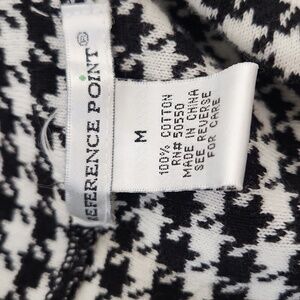 REFERENCE POINT®
M
100% COTTON
RN# 50550
MADE IN CHINA
SEE REVERSE
FOR CARE